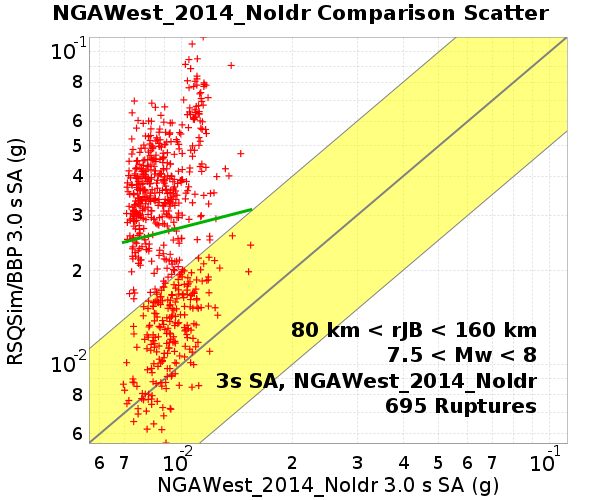 NGAWest_2014_NoIdr Comparison Scatter
RSQSim/BBP 3.0 s SA (g)
10-1
8
6
5
4
3
2
10-2
8
6
80 km < rJB < 160 km
7.5 < Mw < 8
3s SA, NGAWest_2014_NoIdr
695 Ruptures
6 7 10-2 2 3 4 5 6 7 8 10-1
NGAWest_2014_NoIdr 3.0 s SA (g)